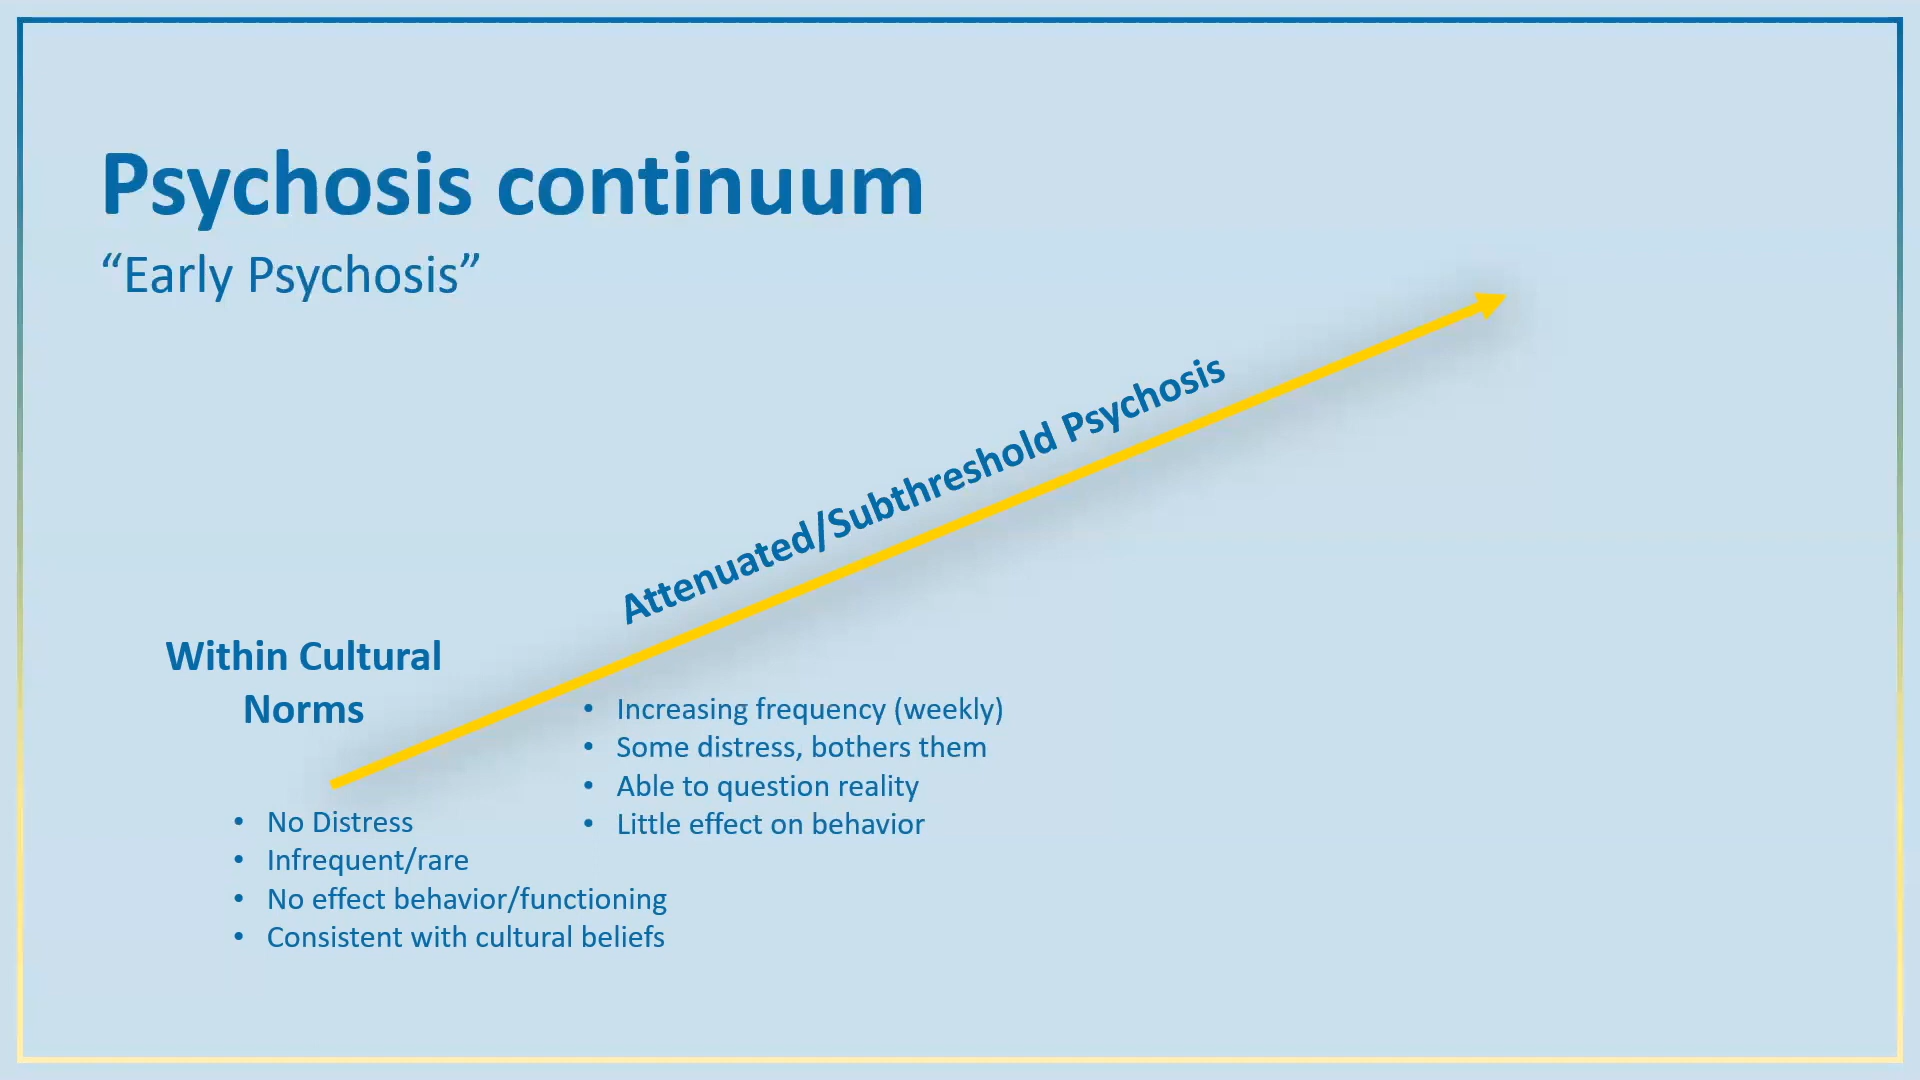 Psychosis continuum
“Early Psychosis”
Attenuated/Subthreshold Psychosis
Within Cultural
Norms
• Increasing frequency (weekly)
• Some distress, bothers them
• Able to question reality
• Little effect on behavior
• No Distress
• Infrequent/rare
• No effect behavior/functioning
• Consistent with cultural beliefs